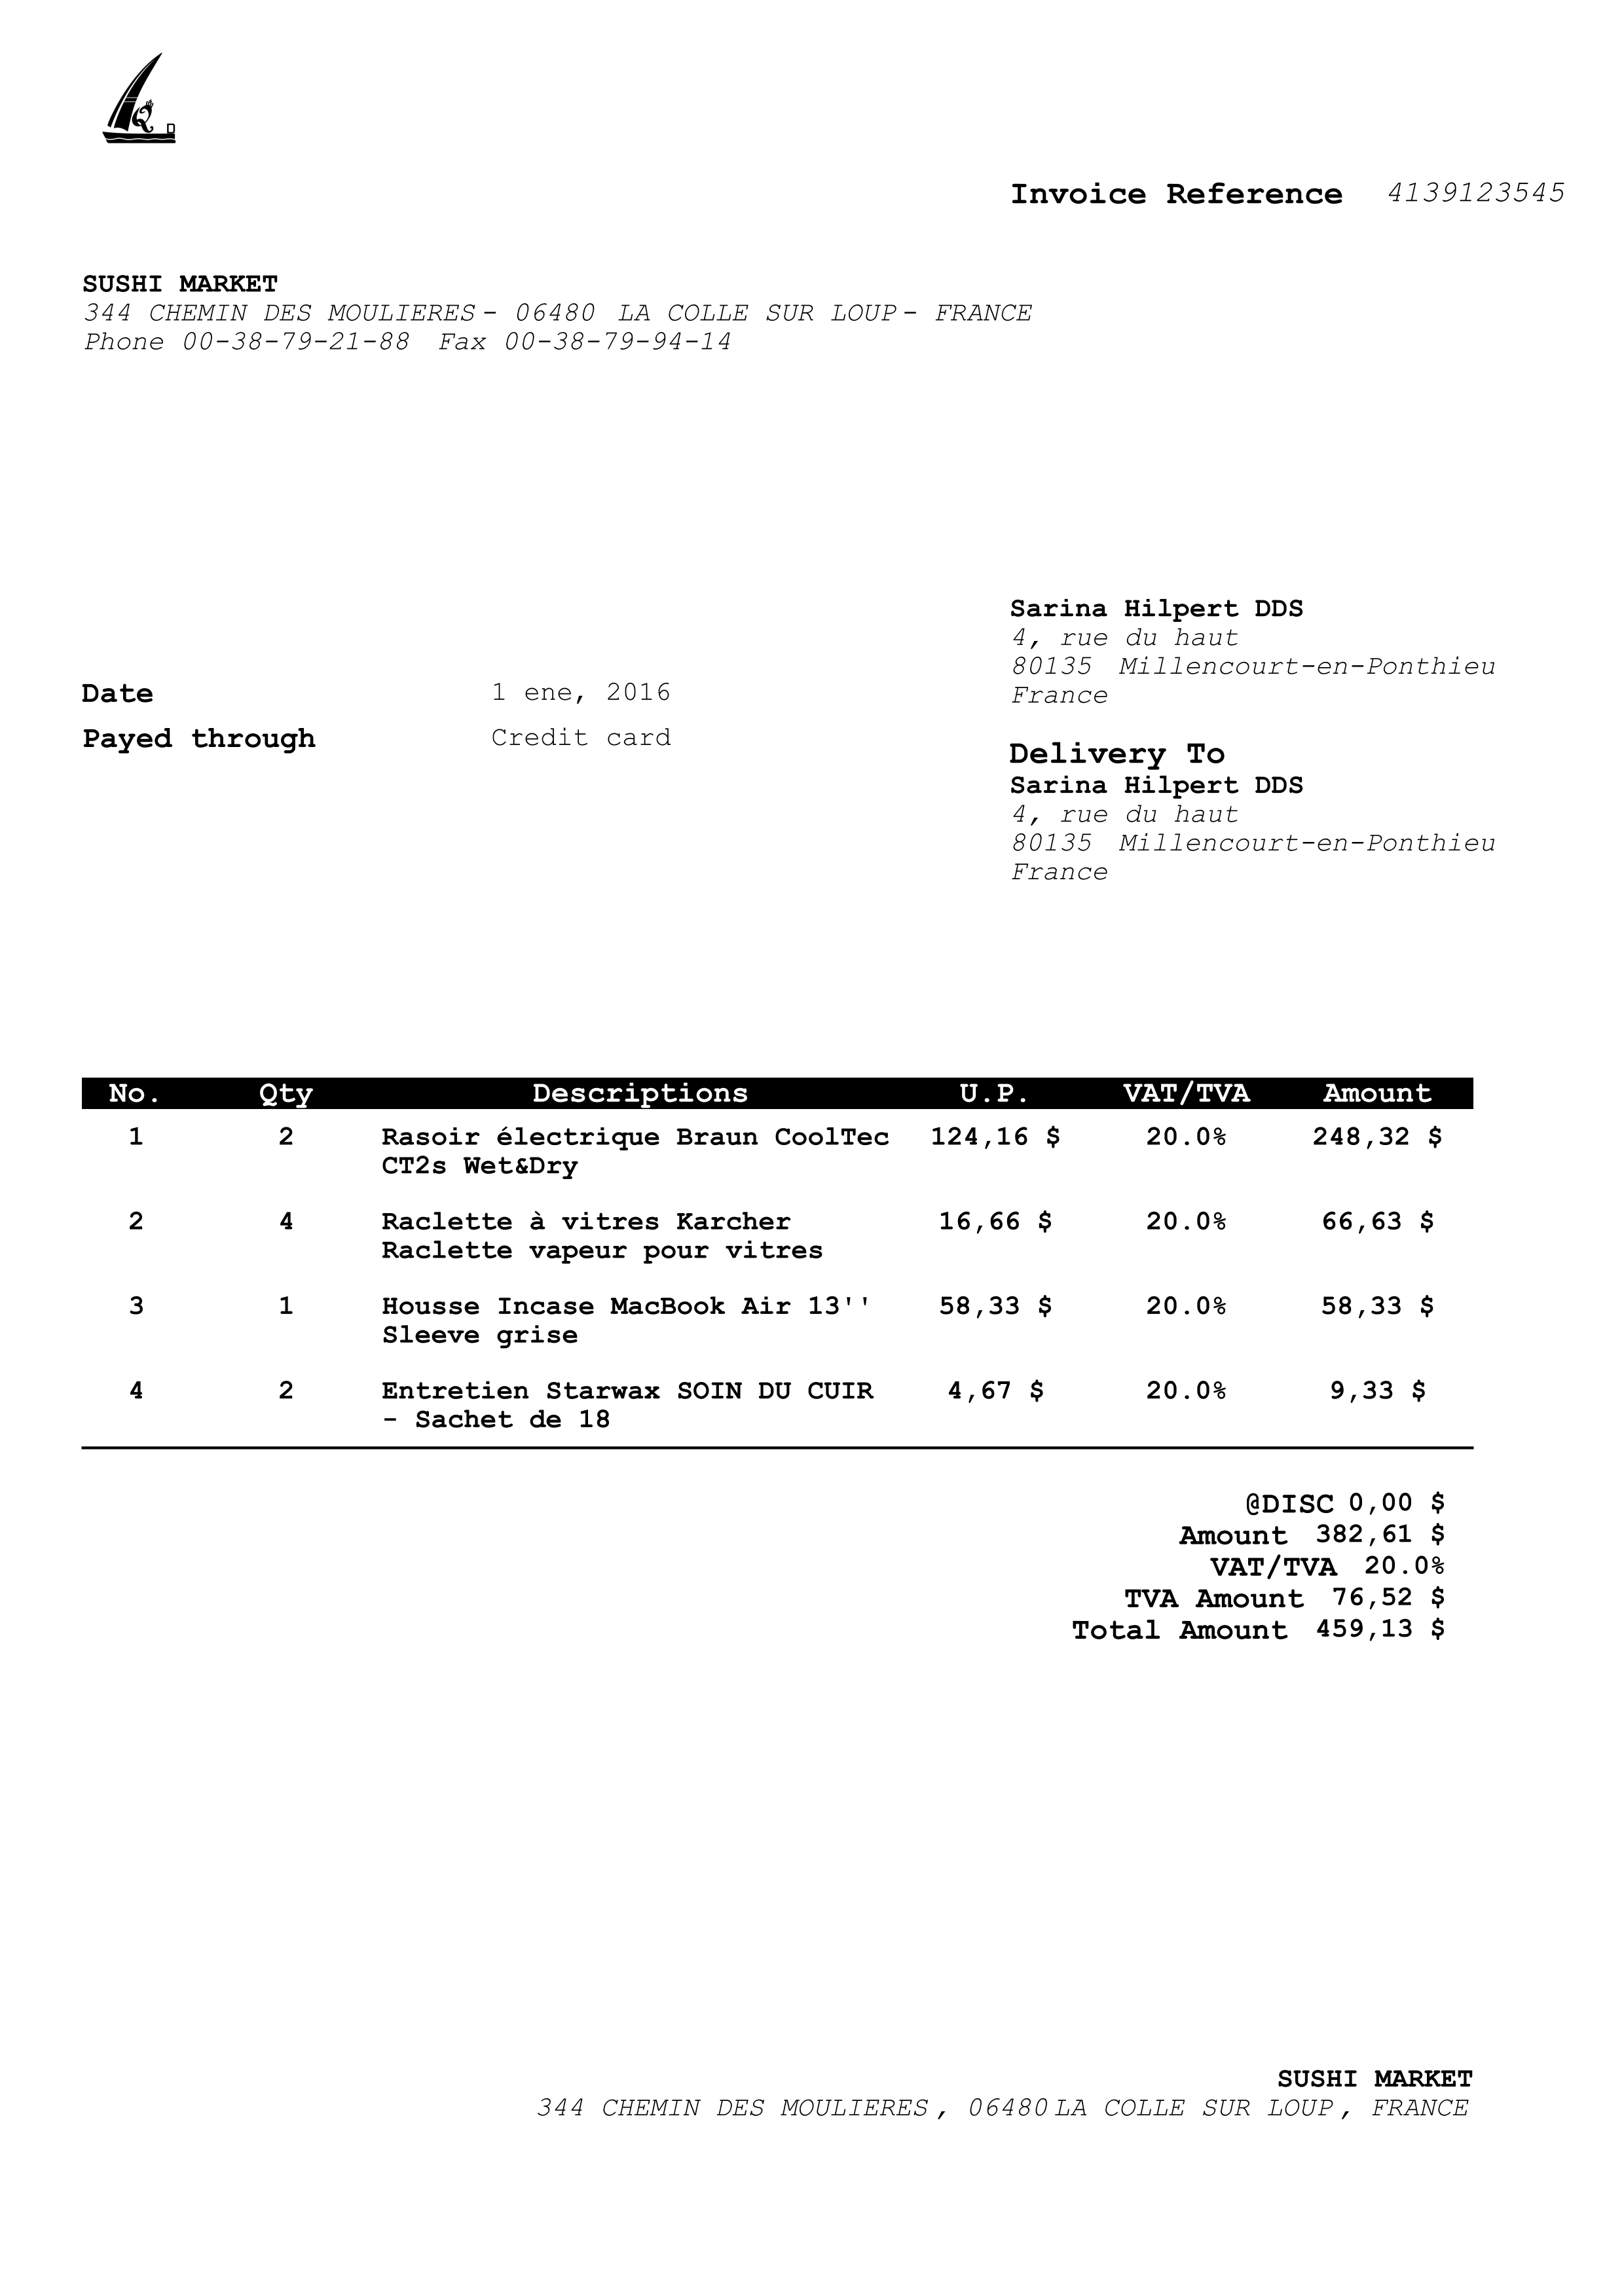 Invoice Reference 4139123545
SUSHI MARKET
344 CHEMIN DES MOULIERES - 06480 LA COLLE SUR LOUP - FRANCE
Phone 00-38-79-21-88 Fax 00-38-79-94-14
Sarina Hilpert DDS
4, rue du haut
80135 Millencourt-en-Ponthieu
France
Date 1 ene, 2016
Payed through Credit card
Delivery To
Sarina Hilpert DDS
4, rue du haut
80135 Millencourt-en-Ponthieu
France
No. Qty Descriptions U.P. VAT/TVA Amount
1 2 Rasoir électrique Braun CoolTec 124,16 $ 20.0% 248,32 $
CT2s Wet&Dry
2 4 Raclette à vitres Karcher 16,66 $ 20.0% 66,63 $
Raclette vapeur pour vitres
3 1 Housse Incase MacBook Air 13'' 58,33 $ 20.0% 58,33 $
Sleeve grise
4 2 Entretien Starwax SOIN DU CUIR 4,67 $ 20.0% 9,33 $
- Sachet de 18
@DISC 0,00 $
Amount 382,61 $
VAT/TVA 20.0%
TVA Amount 76,52 $
Total Amount 459,13 $
SUSHI MARKET
344 CHEMIN DES MOULIERES , 06480 LA COLLE SUR LOUP , FRANCE